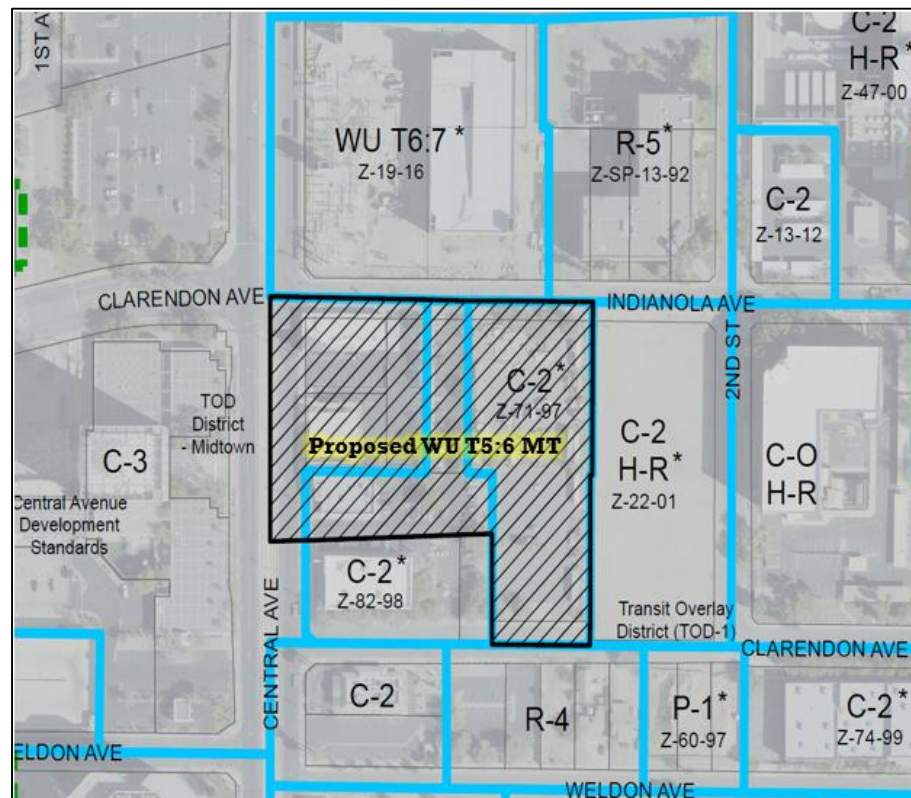 1ST A
C-2
H-R*
Z-47-00
WU T6:7*
Z-19-16
R-5*
Z-SP-13-92
C-2
Z-13-12
CLARENDON AVE
INDIANOLA AVE
2ND ST
TOD
District
- Midtown
C-2*
Z-71-97
Proposed WU T5:6 MT
C-3
C-2
H-R*
Z-22-01
C-O
H-R
Central Avenue
Development
Standards
C-2*
Z-82-98
Transit Overlay
District (TOD-1)
CENTRAL AVE
CLARENDON AVE
C-2
R-4
P-1*
Z-60-97
C-2*
Z-74-99
ELDON AVE
WELDON AVE